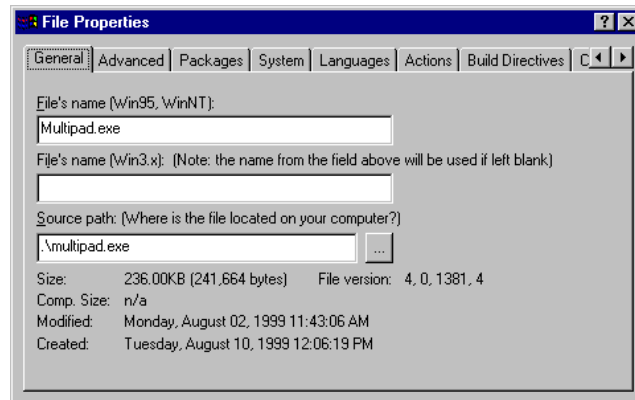 File Properties
General Advanced Packages System Languages Actions Build Directives
File's name (Win95, WinNT):
Multipad.exe
File's name (Win3.x): (Note: the name from the field above will be used if left blank)
Source path: (Where is the file located on your computer?)
.\multipad.exe ...
Size: 236.00KB (241,664 bytes) File version: 4, 0, 1381, 4
Comp. Size: n/a
Modified: Monday, August 02, 1999 11:43:06 AM
Created: Tuesday, August 10, 1999 12:06:19 PM